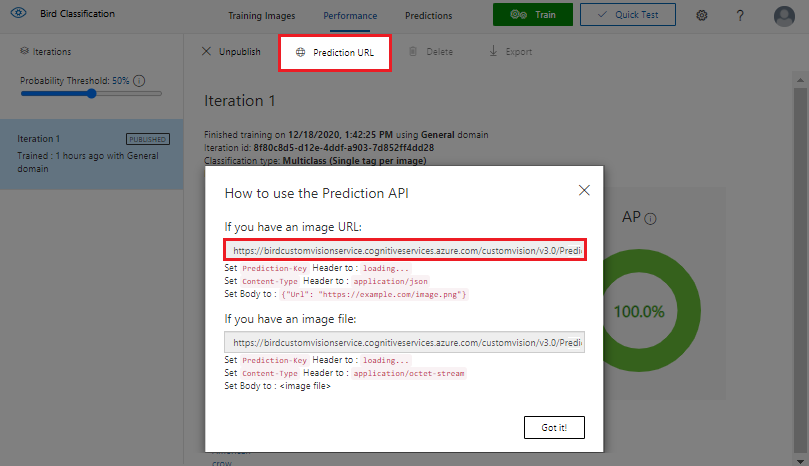 Bird Classification
Training Images
Performance
Predictions
Train
Quick Test
?
Iterations
Unpublish
Prediction URL
Delete
Export
Probability Threshold: 50%
Iteration 1
PUBLISHED
Trained : 1 hours ago with General
domain
Iteration 1
Finished training on 12/18/2020, 1:42:25 PM using General domain
Iteration id: 8f80c8d5-d12e-4ddf-a903-7d852ff4dd28
Classification type: Multiclass (Single tag per image)
How to use the Prediction API
If you have an image URL:
https://birdcustomvisionservice.cognitiveservices.azure.com/customvision/v3.0/Predic
Set Prediction-Key Header to : loading...
Set Content-Type Header to : application/json
Set Body to : {"Url": "https://example.com/image.png"}
If you have an image file:
https://birdcustomvisionservice.cognitiveservices.azure.com/customvision/v3.0/Predic
Set Prediction-Key Header to : loading...
Set Content-Type Header to : application/octet-stream
Set Body to : <image file>
Got it!
AP
100.0%
crow